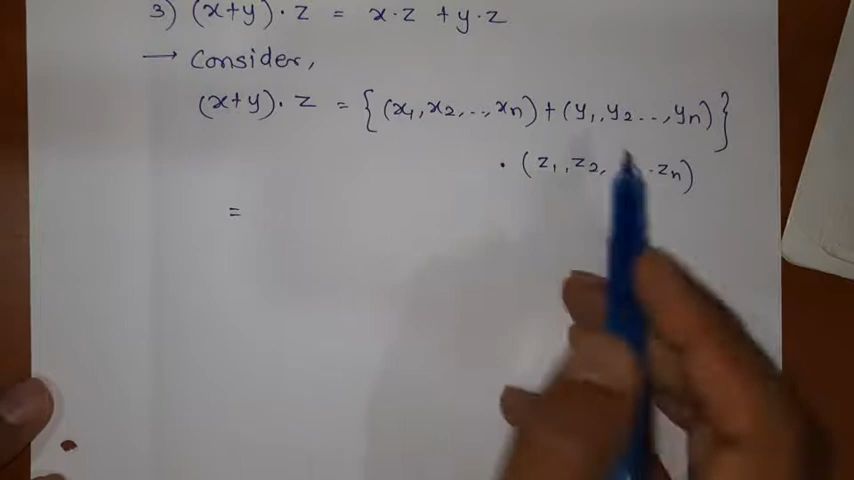 3) (x+y)·z = x·z + y·z
→ Consider,
(x+y)·z = {(x1, x2, .., xn) + (y1, y2 .., yn)}
· (z1, z2, . zn)
=